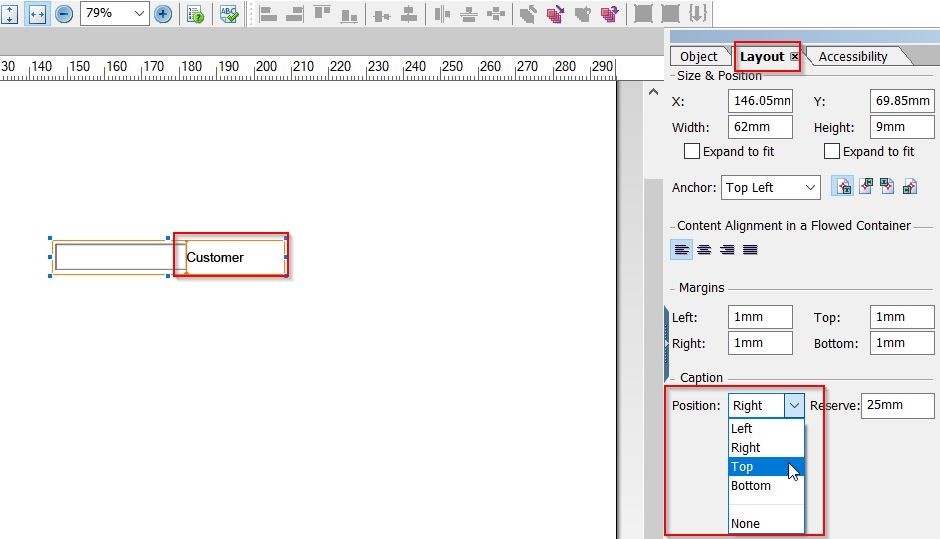 79%
ABC
30 140 150 160 170 180 190 200 210 220 230 240 250 260 270 280 290
Object Layout Accessibility
Size & Position
X: 146.05mm Y: 69.85mm
Width: 62mm Height: 9mm
Expand to fit Expand to fit
Anchor: Top Left
Content Alignment in a Flowed Container
Customer
Margins
Left: 1mm Top: 1mm
Right: 1mm Bottom: 1mm
Caption
Position: Right Reserve: 25mm
Left
Right
Top
Bottom
None